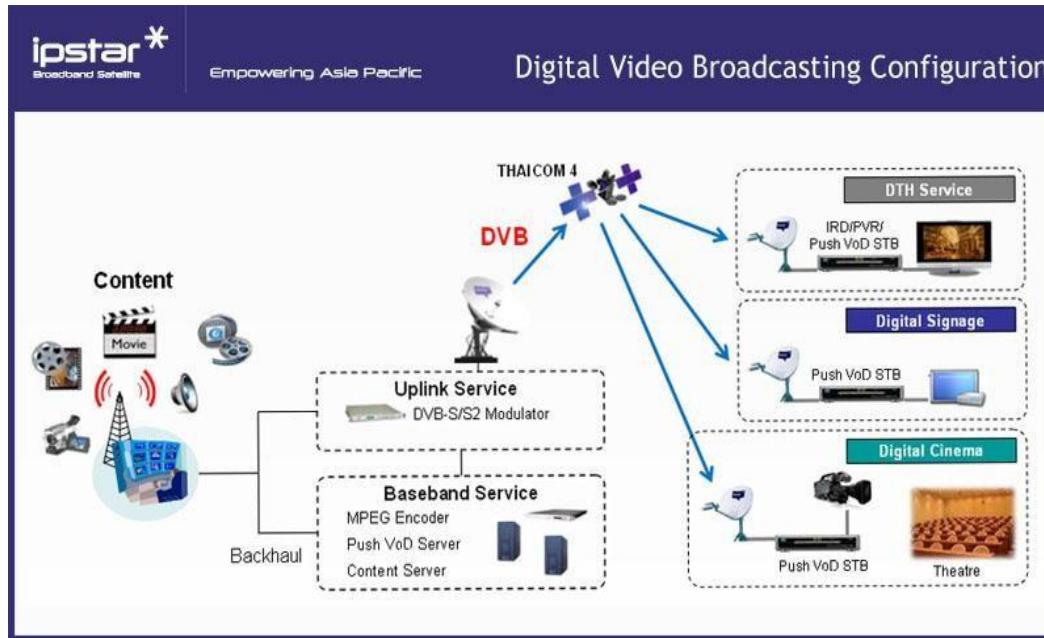 ipstar*
Broadband Satellite
Empowering Asia Pacific
Digital Video Broadcasting Configuration
THAICOM 4
DVB
Content
Movie
Uplink Service
DVB-S/S2 Modulator
Baseband Service
MPEG Encoder
Push VoD Server
Content Server
Backhaul
DTH Service
IRD/PVR/
Push VoD STB
Digital Signage
Push VoD STB
Digital Cinema
Push VoD STB
Theatre